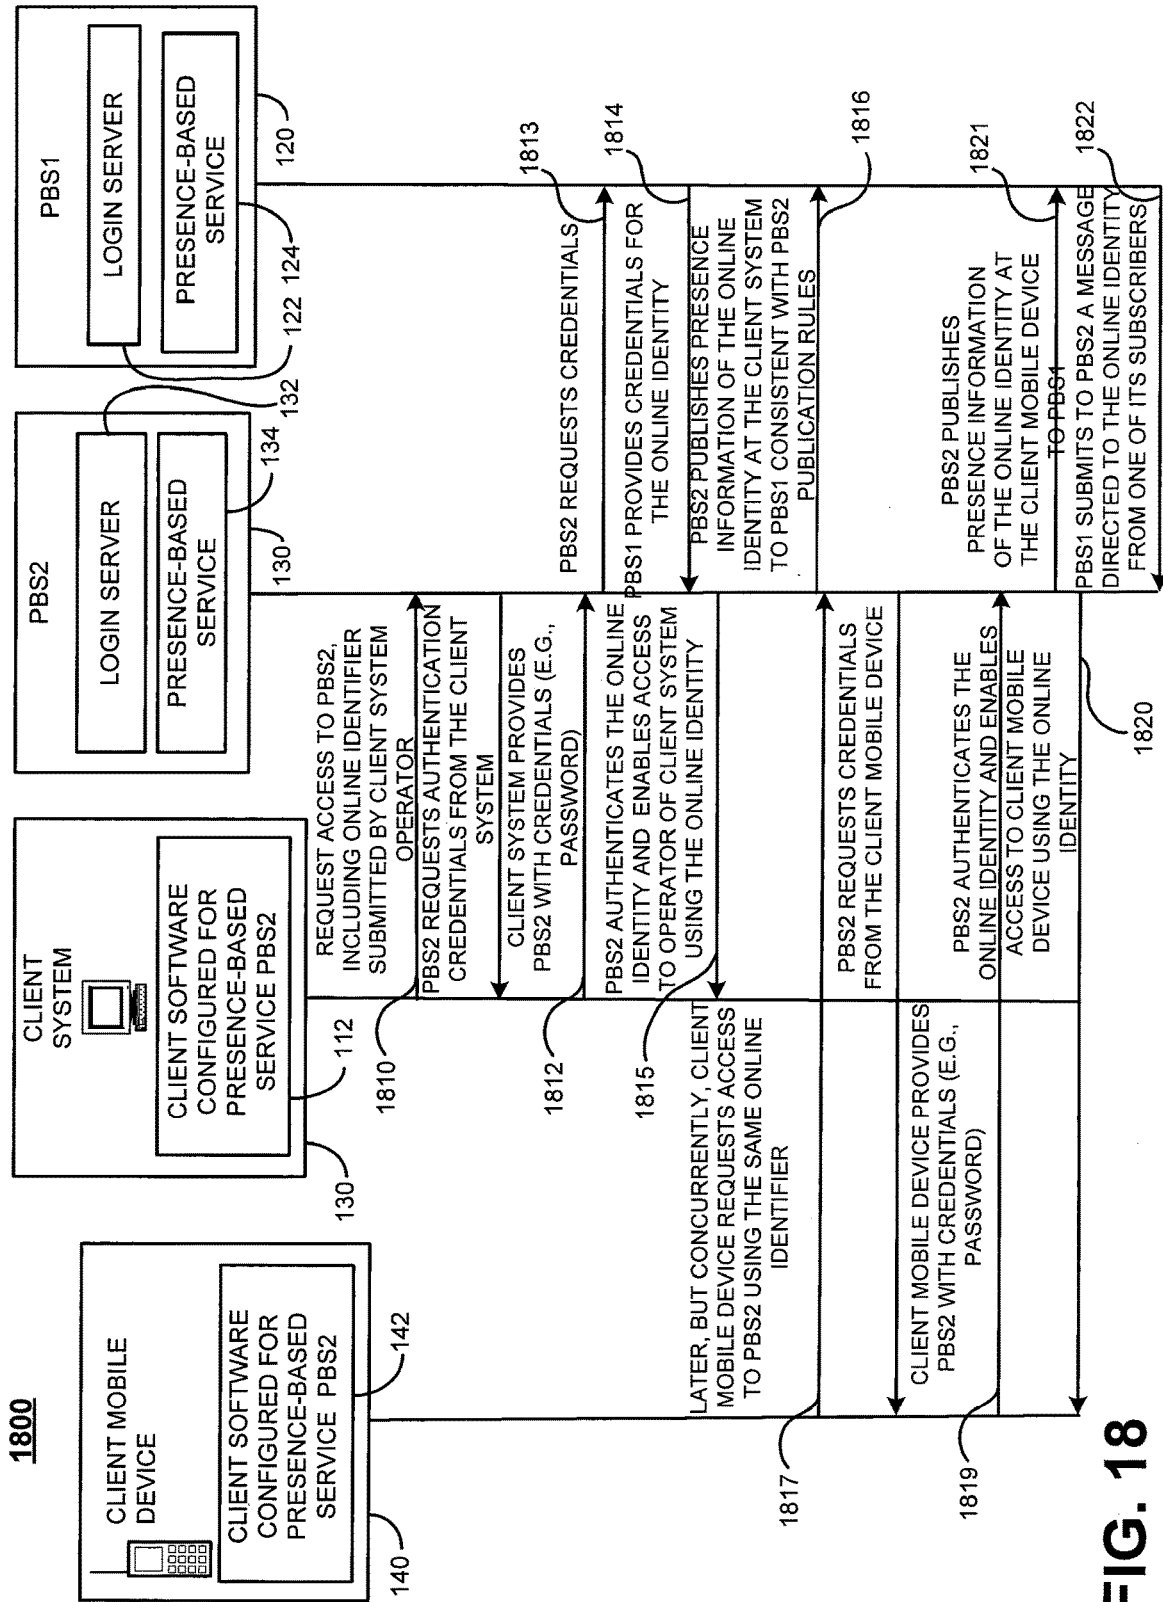 1800
CLIENT MOBILE
DEVICE
CLIENT SOFTWARE
CONFIGURED FOR
PRESENCE-BASED
SERVICE PBS2
142
140
CLIENT
SYSTEM
CLIENT SOFTWARE
CONFIGURED FOR
PRESENCE-BASED
SERVICE PBS2
112
130
PBS2
LOGIN SERVER
PRESENCE-BASED
SERVICE
132
134
130
PBS1
LOGIN SERVER
PRESENCE-BASED
SERVICE
122
124
120
REQUEST ACCESS TO PBS2,
INCLUDING ONLINE IDENTIFIER
SUBMITTED BY CLIENT SYSTEM
OPERATOR
1810
PBS2 REQUESTS AUTHENTICATION
CREDENTIALS FROM THE CLIENT
SYSTEM
CLIENT SYSTEM PROVIDES
PBS2 WITH CREDENTIALS (E.G.,
PASSWORD)
1812
PBS2 REQUESTS CREDENTIALS
1813
PBS1 PROVIDES CREDENTIALS FOR
THE ONLINE IDENTITY
1814
PBS2 AUTHENTICATES THE ONLINE
IDENTITY AND ENABLES ACCESS
TO OPERATOR OF CLIENT SYSTEM
USING THE ONLINE IDENTITY
1815
PBS2 PUBLISHES PRESENCE
INFORMATION OF THE ONLINE
IDENTITY AT THE CLIENT SYSTEM
TO PBS1 CONSISTENT WITH PBS2
PUBLICATION RULES
1816
LATER, BUT CONCURRENTLY, CLIENT
MOBILE DEVICE REQUESTS ACCESS
TO PBS2 USING THE SAME ONLINE
IDENTIFIER
1817
PBS2 REQUESTS CREDENTIALS
FROM THE CLIENT MOBILE DEVICE
CLIENT MOBILE DEVICE PROVIDES
PBS2 WITH CREDENTIALS (E.G.,
PASSWORD)
1819
PBS2 AUTHENTICATES THE
ONLINE IDENTITY AND ENABLES
ACCESS TO CLIENT MOBILE
DEVICE USING THE ONLINE
IDENTITY
1820
PBS2 PUBLISHES
PRESENCE INFORMATION
OF THE ONLINE IDENTITY AT
THE CLIENT MOBILE DEVICE
TO PBS1
1821
PBS1 SUBMITS TO PBS2 A MESSAGE
DIRECTED TO THE ONLINE IDENTITY
FROM ONE OF ITS SUBSCRIBERS
1822
FIG. 18